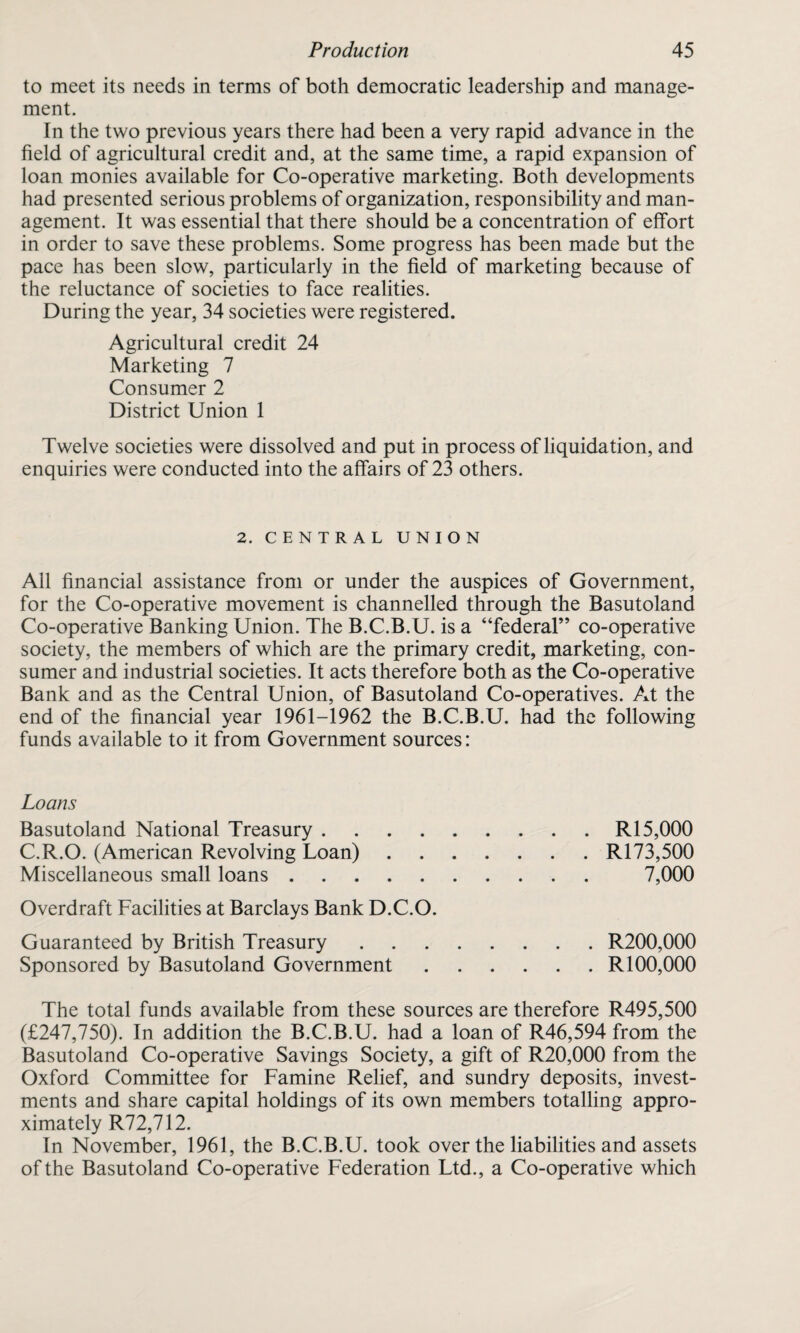 Production 45
to meet its needs in terms of both democratic leadership and manage-
ment.
In the two previous years there had been a very rapid advance in the
field of agricultural credit and, at the same time, a rapid expansion of
loan monies available for Co-operative marketing. Both developments
had presented serious problems of organization, responsibility and man-
agement. It was essential that there should be a concentration of effort
in order to save these problems. Some progress has been made but the
pace has been slow, particularly in the field of marketing because of
the reluctance of societies to face realities.
During the year, 34 societies were registered.
Agricultural credit 24
Marketing 7
Consumer 2
District Union 1
Twelve societies were dissolved and put in process of liquidation, and
enquiries were conducted into the affairs of 23 others.
2. CENTRAL UNION
All financial assistance from or under the auspices of Government,
for the Co-operative movement is channelled through the Basutoland
Co-operative Banking Union. The B.C.B.U. is a “federal” co-operative
society, the members of which are the primary credit, marketing, con-
sumer and industrial societies. It acts therefore both as the Co-operative
Bank and as the Central Union, of Basutoland Co-operatives. At the
end of the financial year 1961-1962 the B.C.B.U. had the following
funds available to it from Government sources:
Loans
Basutoland National Treasury . . . . . . . . . R15,000
C.R.O. (American Revolving Loan) . . . . . . . R173,500
Miscellaneous small loans . . . . . . . . . . 7,000
Overdraft Facilities at Barclays Bank D.C.O.
Guaranteed by British Treasury . . . . . . . . R200,000
Sponsored by Basutoland Government . . . . . . R100,000
The total funds available from these sources are therefore R495,500
(£247,750). In addition the B.C.B.U. had a loan of R46,594 from the
Basutoland Co-operative Savings Society, a gift of R20,000 from the
Oxford Committee for Famine Relief, and sundry deposits, invest-
ments and share capital holdings of its own members totalling appro-
ximately R72,712.
In November, 1961, the B.C.B.U. took over the liabilities and assets
of the Basutoland Co-operative Federation Ltd., a Co-operative which